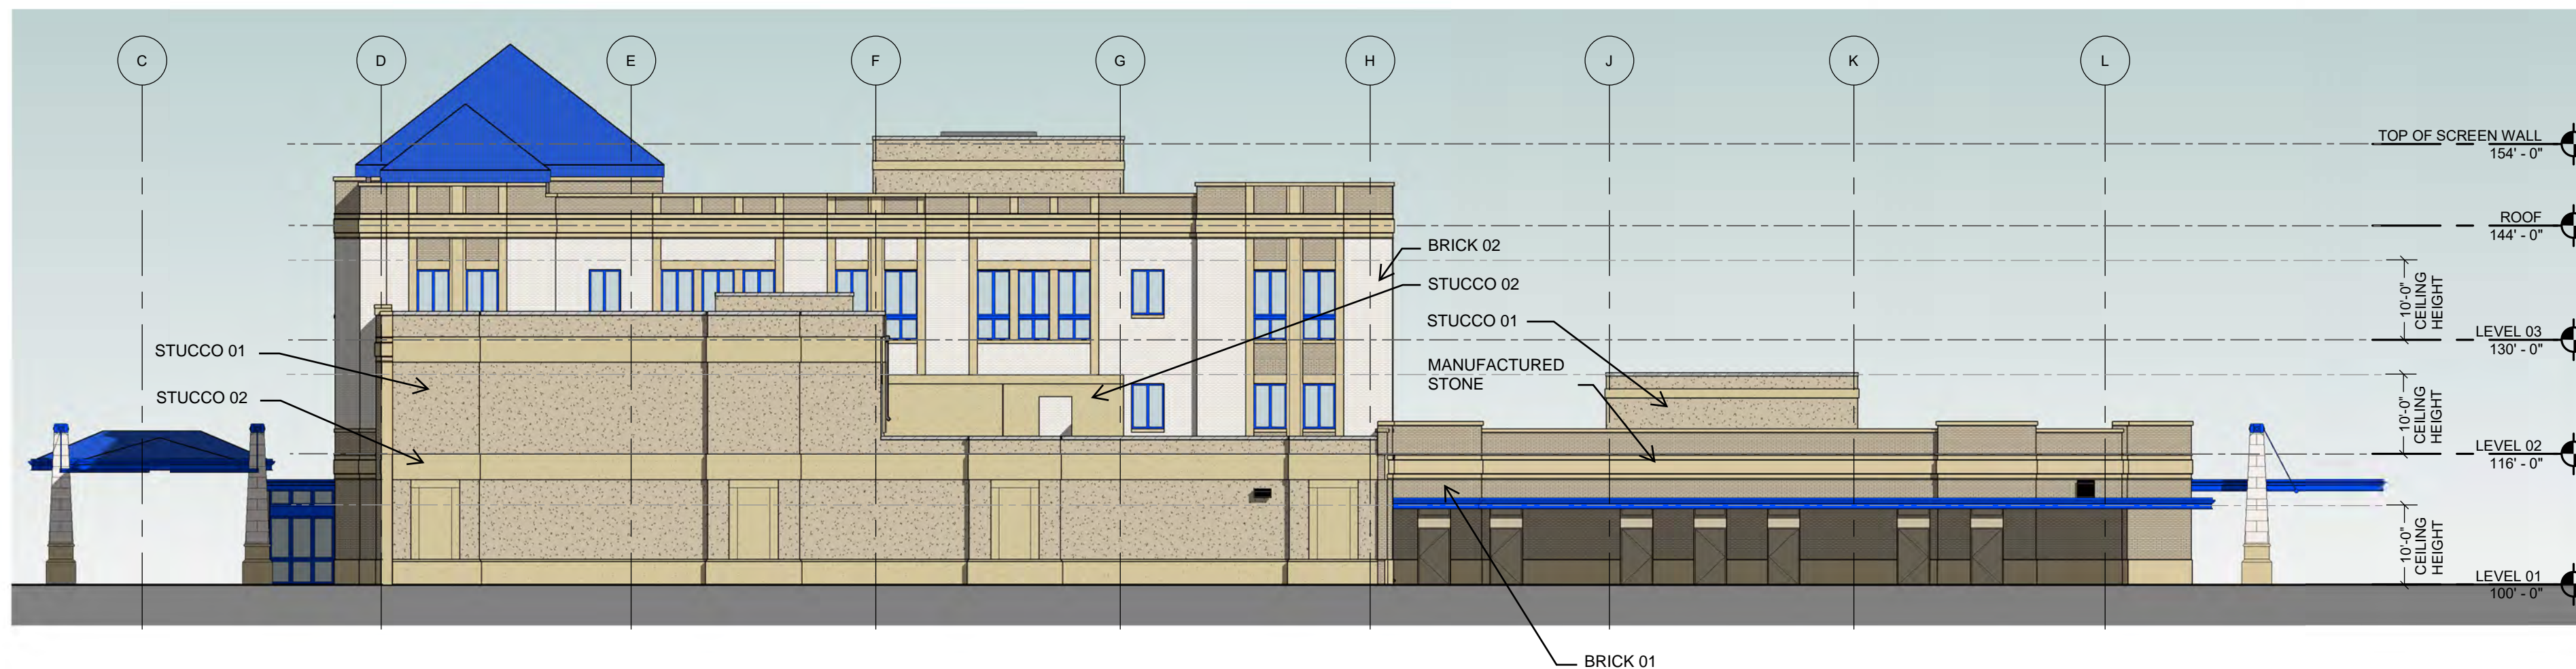 C
D
E
F
G
H
J
K
L
TOP OF SCREEN WALL
154' - 0"
ROOF
144' - 0"
BRICK 02
STUCCO 02
STUCCO 01
MANUFACTURED
STONE
10'-0"
CEILING
HEIGHT
LEVEL 03
130' - 0"
STUCCO 01
STUCCO 02
10'-0"
CEILING
HEIGHT
LEVEL 02
116' - 0"
10'-0"
CEILING
HEIGHT
LEVEL 01
100' - 0"
BRICK 01